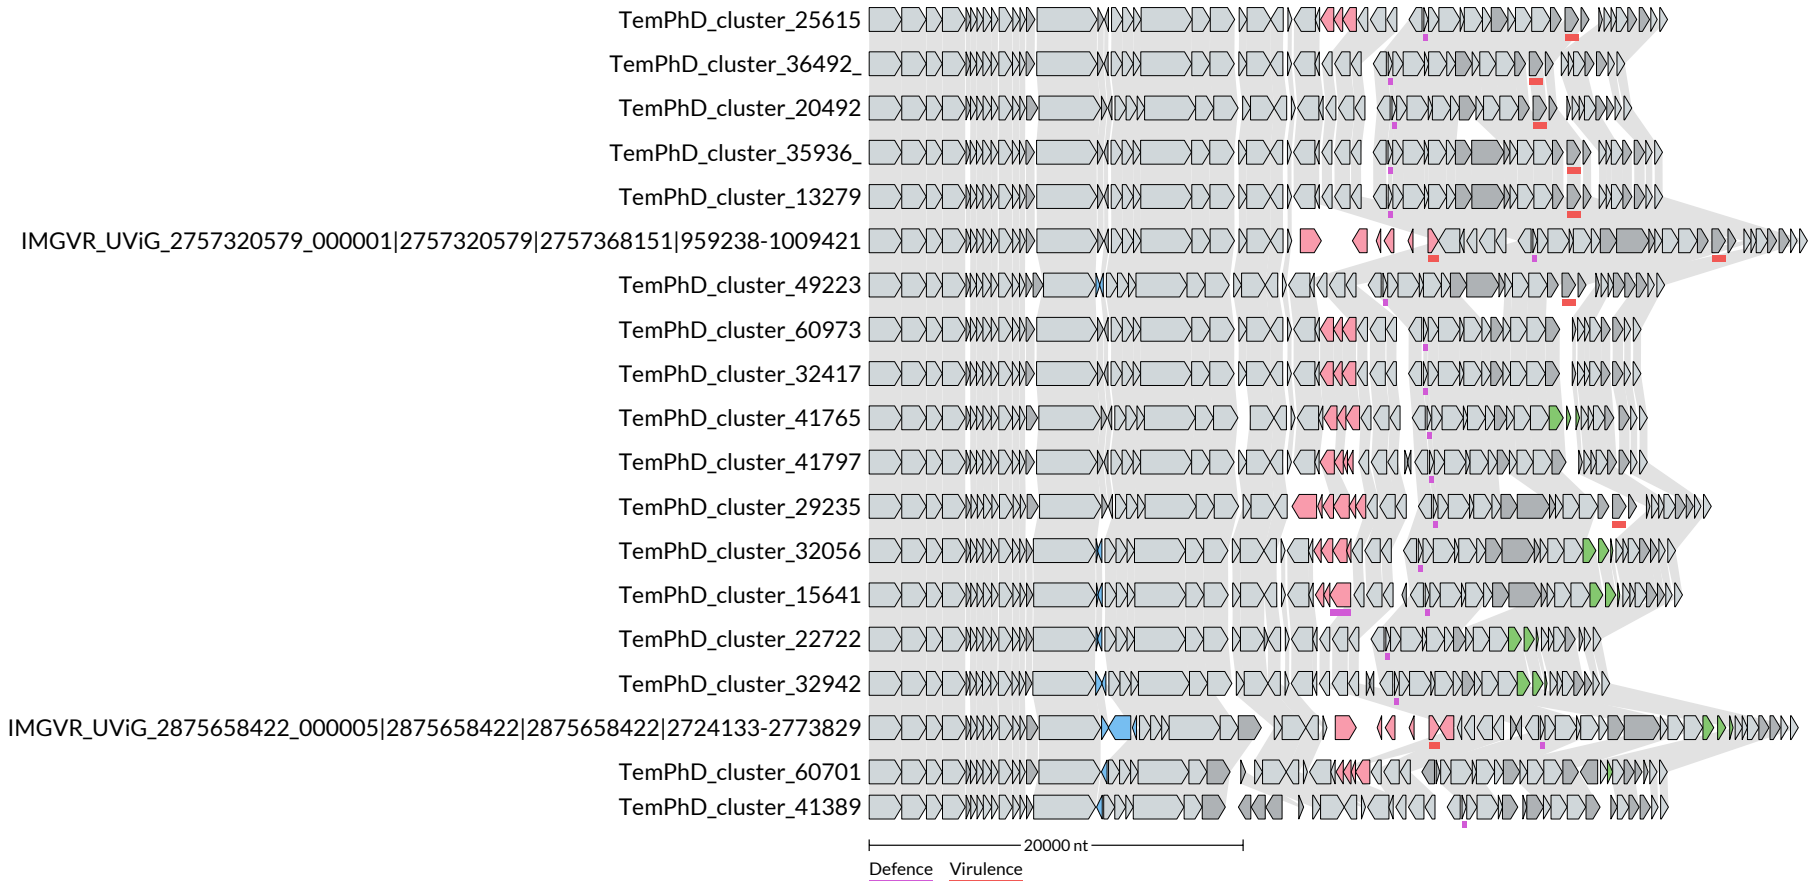 TemPhD_cluster_25615
TemPhD_cluster_36492_
TemPhD_cluster_20492
TemPhD_cluster_35936_
TemPhD_cluster_13279
IMGVR_UViG_2757320579_000001|2757320579|2757368151|959238-1009421
TemPhD_cluster_49223
TemPhD_cluster_60973
TemPhD_cluster_32417
TemPhD_cluster_41765
TemPhD_cluster_41797
TemPhD_cluster_29235
TemPhD_cluster_32056
TemPhD_cluster_15641
TemPhD_cluster_22722
TemPhD_cluster_32942
IMGVR_UViG_2875658422_000005|2875658422|2875658422|2724133-2773829
TemPhD_cluster_60701
TemPhD_cluster_41389
20000 nt
Defence Virulence